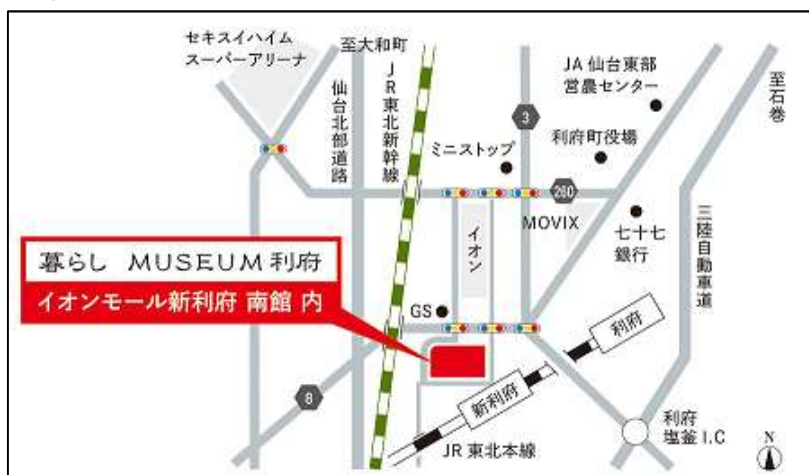 セキスイハイム
スーパーアリーナ
至大和町
仙台北部道路
JR東北新幹線
3
JA 仙台東部
営農センター
至石巻
ミニストップ
利府町役場
260
イオン
MOVIX
七十七
銀行
三陸自動車道
暮らし MUSEUM 利府
イオンモール新利府 南館 内
GS
利府
8
新利府
JR 東北本線
利府
塩釜 I.C
N